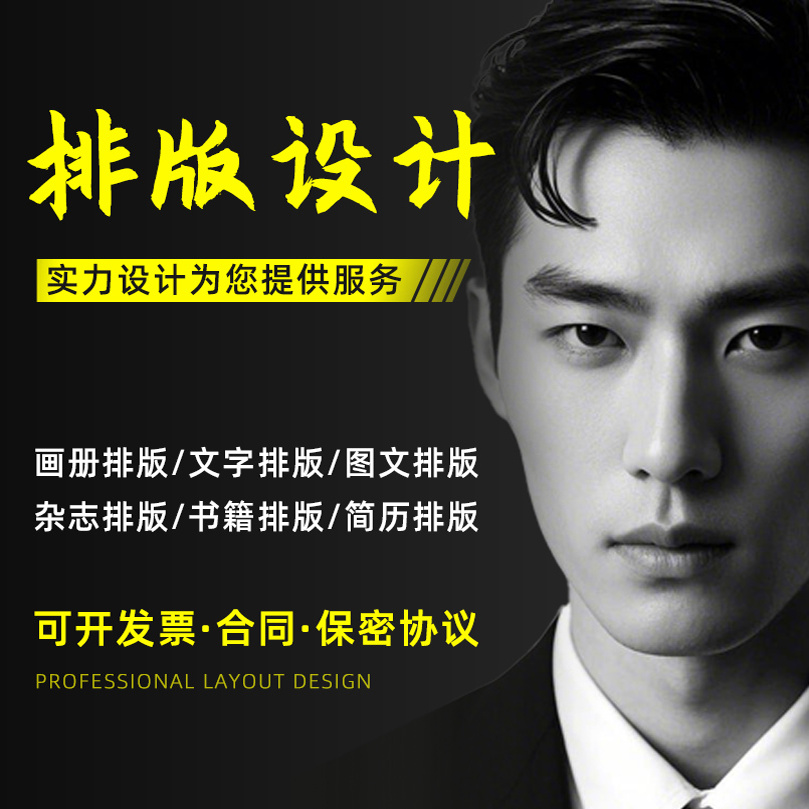 排版设计
实力设计为您提供服务
画册排版/文字排版/图文排版
杂志排版/书籍排版/简历排版
可开发票·合同·保密协议
PROFESSIONAL LAYOUT DESIGN